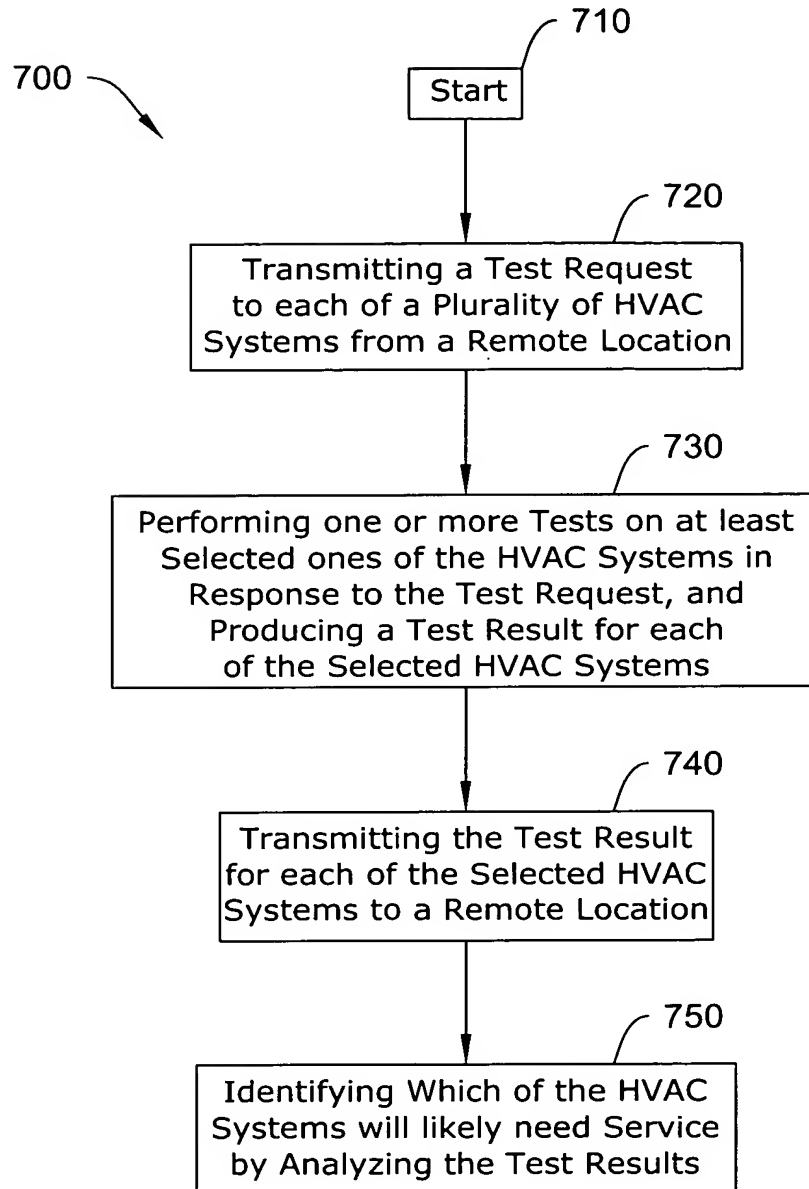 710
700
Start
720
Transmitting a Test Request
to each of a Plurality of HVAC
Systems from a Remote Location
730
Performing one or more Tests on at least
Selected ones of the HVAC Systems in
Response to the Test Request, and
Producing a Test Result for each
of the Selected HVAC Systems
740
Transmitting the Test Result
for each of the Selected HVAC
Systems to a Remote Location
750
Identifying Which of the HVAC
Systems will likely need Service
by Analyzing the Test Results